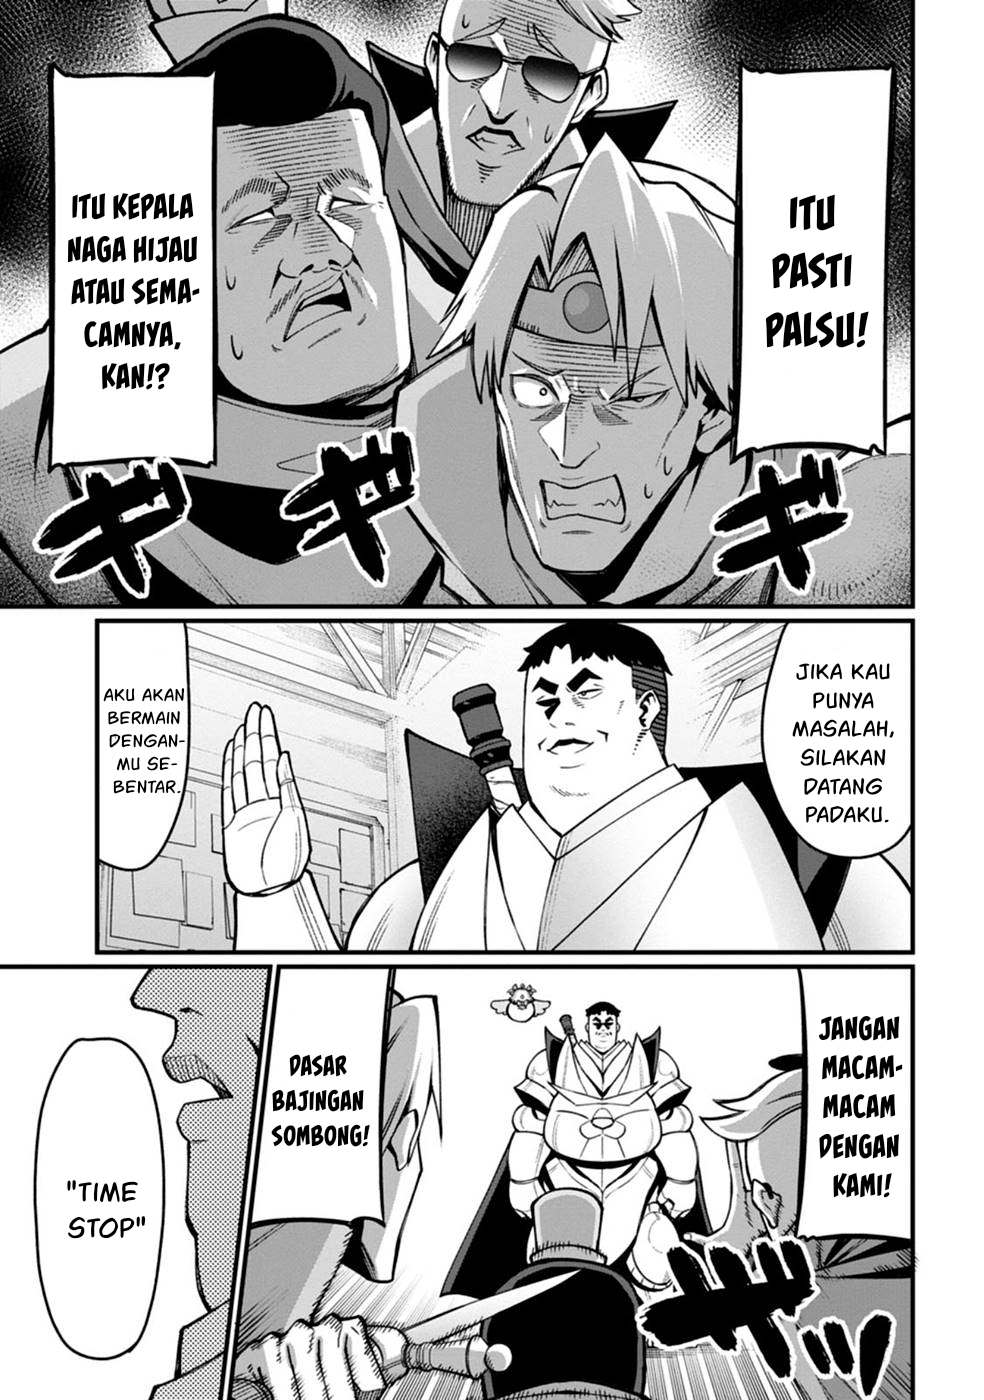 ITU
PASTI
PALSU!
ITU KEPALA
NAGA HIJAU
ATAU SEMA-
CAMNYA,
KAN!?
ギ
ギ
ギ
JIKA KAU
PUNYA
MASALAH,
SILAKAN
DATANG
PADAKU.
AKU AKAN
BERMAIN
DENGAN-
MU SE-
BENTAR.
JANGAN
MACAM-
MACAM
DENGAN
KAMI!
DASAR
BAJINGAN
SOMBONG!
"TIME
STOP"